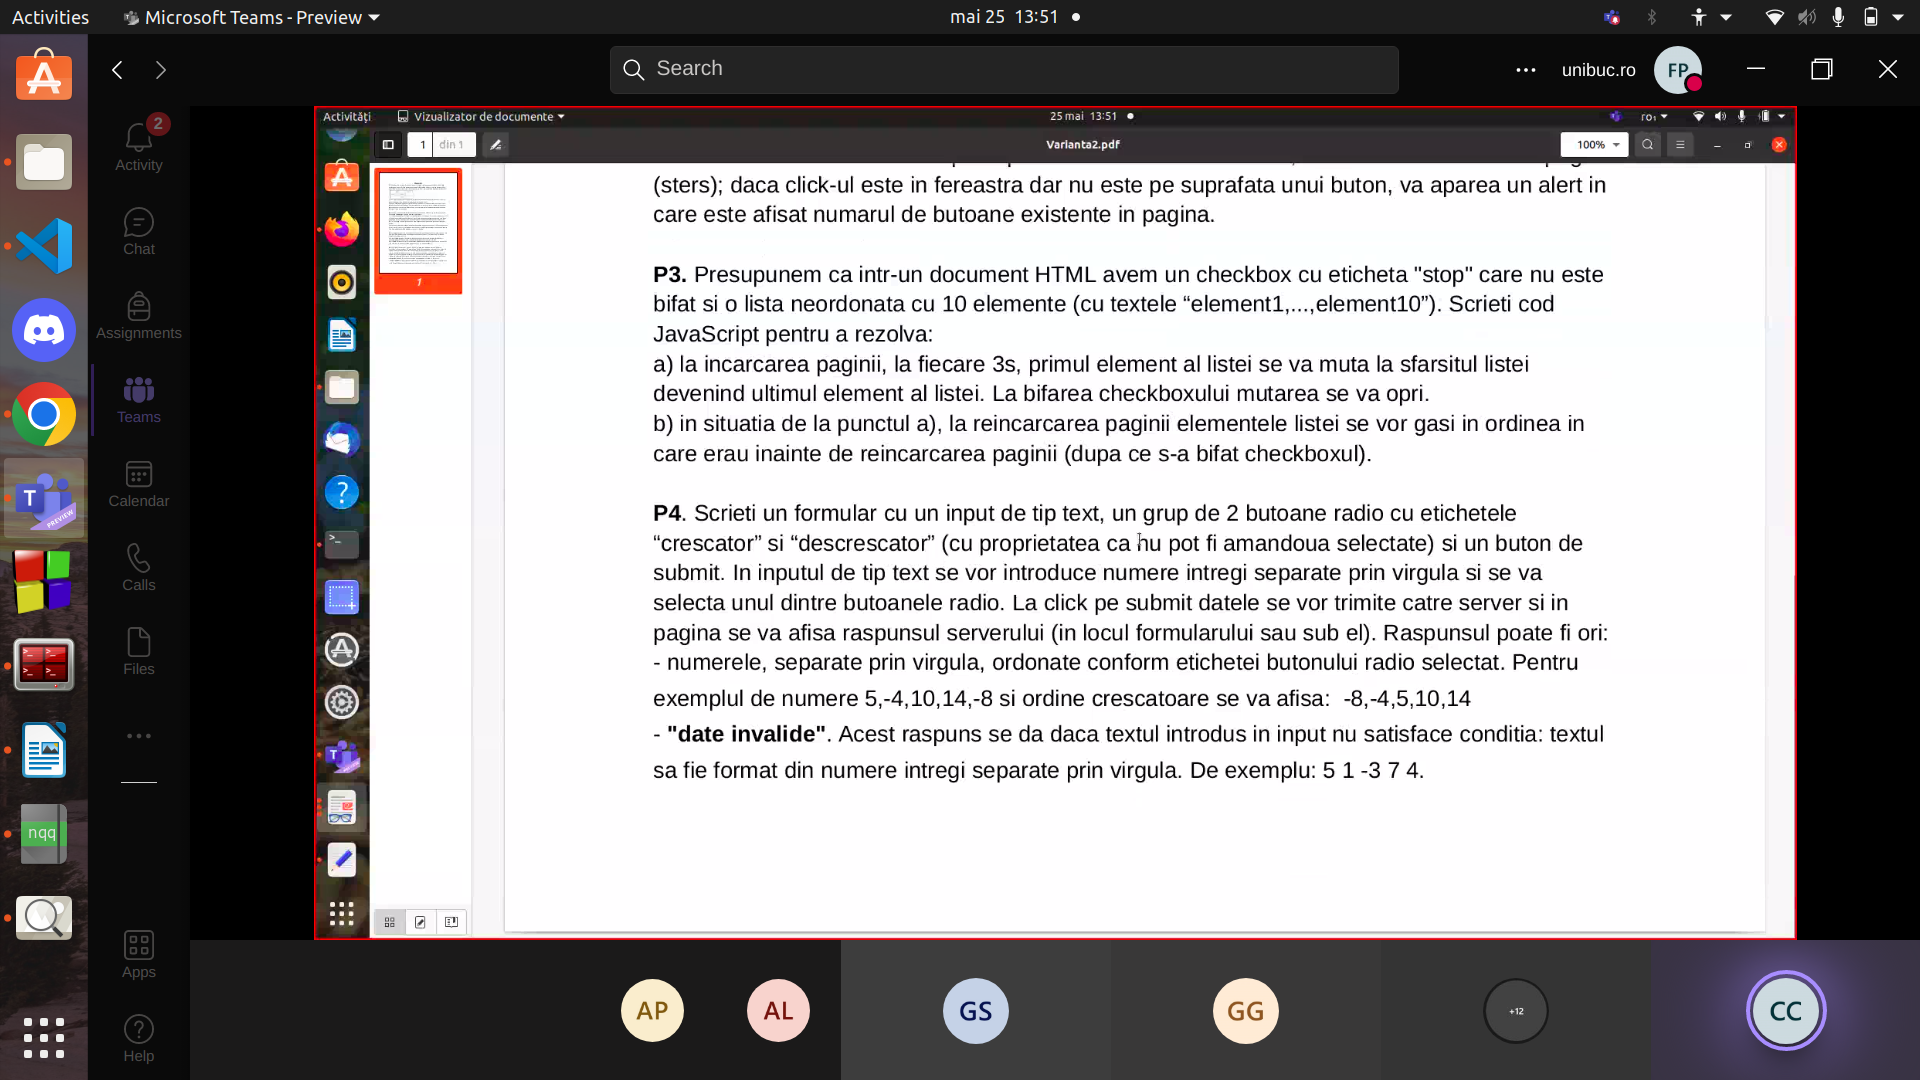 Activities
Microsoft Teams - Preview
mai 25 13:51
Search
unibuc.ro
FP
2
Activity
Chat
Assignments
Teams
Calendar
Calls
Files
Apps
Help
T
PREVIEW
nqq
Activități
Vizualizator de documente
25 mai 13:51
ro₁
1
din 1
Varianta2.pdf
100%
1
(sters); daca click-ul este in fereastra dar nu este pe suprafata unui buton, va aparea un alert in
care este afisat numarul de butoane existente in pagina.
P3. Presupunem ca intr-un document HTML avem un checkbox cu eticheta "stop" care nu este
bifat si o lista neordonata cu 10 elemente (cu textele “element1,...,element10”). Scrieti cod
JavaScript pentru a rezolva:
a) la incarcarea paginii, la fiecare 3s, primul element al listei se va muta la sfarsitul listei
devenind ultimul element al listei. La bifarea checkboxului mutarea se va opri.
b) in situatia de la punctul a), la reincarcarea paginii elementele listei se vor gasi in ordinea in
care erau inainte de reincarcarea paginii (dupa ce s-a bifat checkboxul).
P4. Scrieti un formular cu un input de tip text, un grup de 2 butoane radio cu etichetele
“crescator” si “descrescator” (cu proprietatea ca nu pot fi amandoua selectate) si un buton de
submit. In inputul de tip text se vor introduce numere intregi separate prin virgula si se va
selecta unul dintre butoanele radio. La click pe submit datele se vor trimite catre server si in
pagina se va afisa raspunsul serverului (in locul formularului sau sub el). Raspunsul poate fi ori:
- numerele, separate prin virgula, ordonate conform etichetei butonului radio selectat. Pentru
exemplul de numere 5,-4,10,14,-8 si ordine crescatoare se va afisa: -8,-4,5,10,14
- "date invalide". Acest raspuns se da daca textul introdus in input nu satisface conditia: textul
sa fie format din numere intregi separate prin virgula. De exemplu: 5 1 -3 7 4.
AP
AL
GS
GG
+12
CC